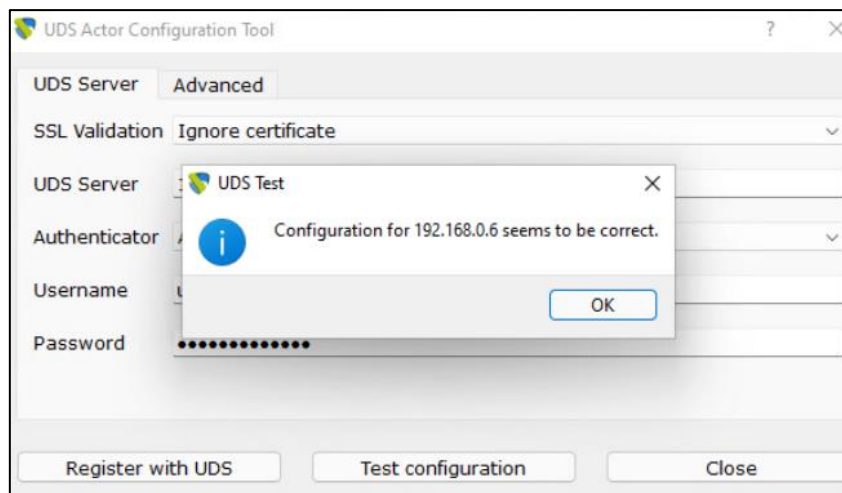 UDS Actor Configuration Tool
UDS Server Advanced
SSL Validation Ignore certificate
UDS Test
UDS Server
Configuration for 192.168.0.6 seems to be correct.
Authenticator
Username
OK
Password •••••••••••••
Register with UDS Test configuration Close